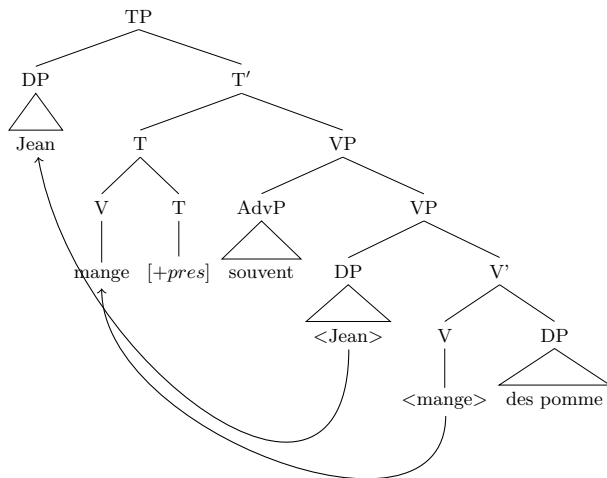 TP
DP T′
Jean T VP
V T AdvP VP
mange [+pres] souvent DP V'
<Jean> V DP
<mange> des pomme